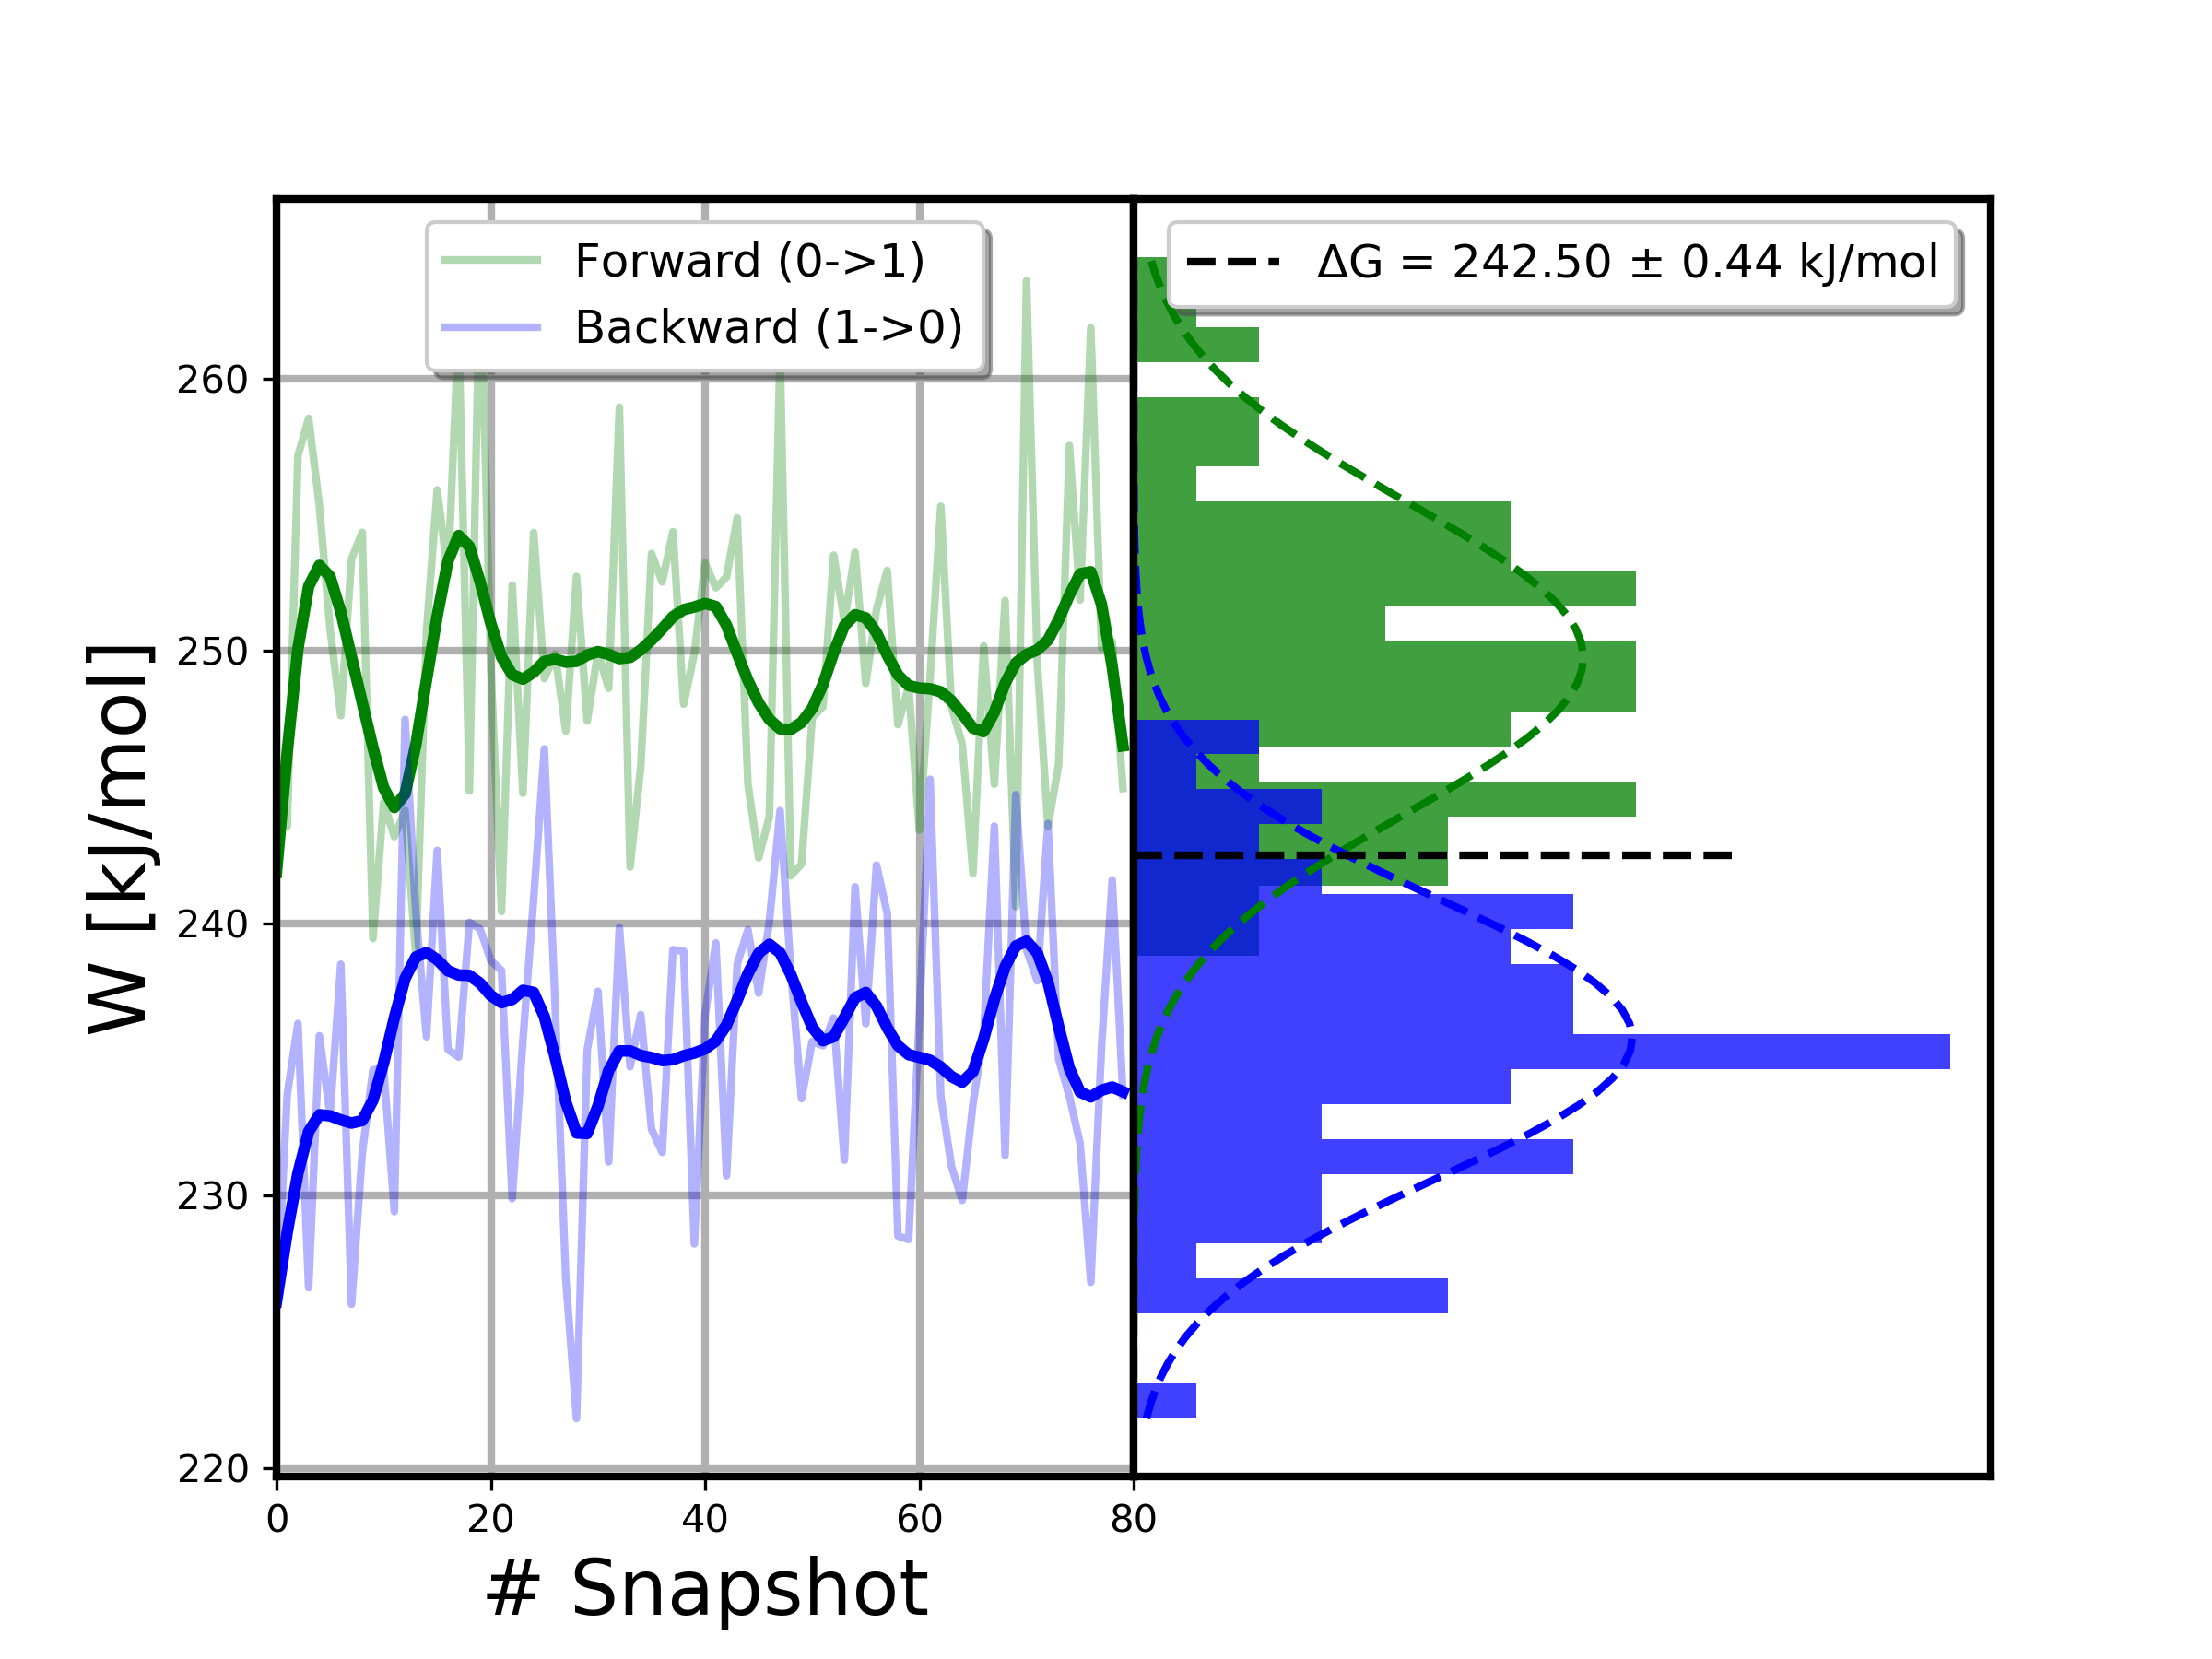 Forward (0->1)
Backward (1->0)
ΔG = 242.50 ± 0.44 kJ/mol
W [kJ/mol]
260
250
240
230
220
0 20 40 60 80
# Snapshot